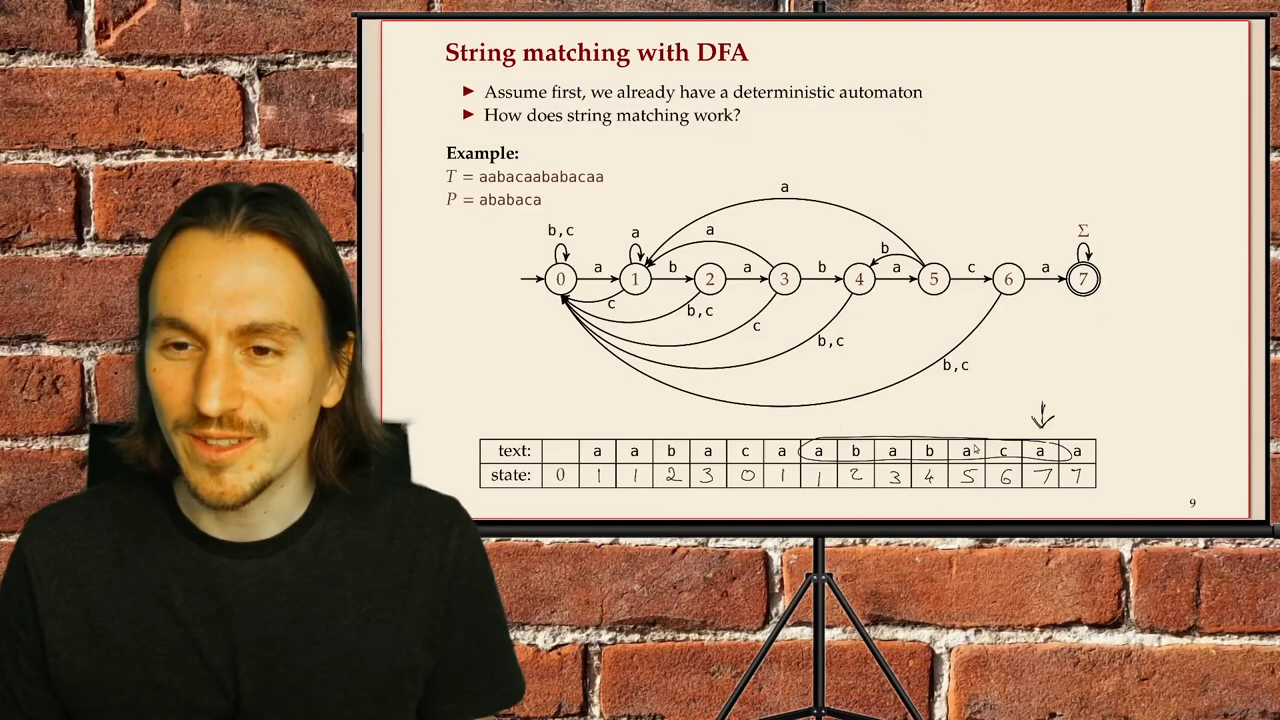 String matching with DFA
Assume first, we already have a deterministic automaton
How does string matching work?
Example:
T = aabacaababacaa
P = ababaca
a
b,c a a b Σ
0 a 1 b 2 a 3 b 4 a 5 c 6 a 7
c b,c c b,c b,c
text: a a b a c a a b a b a c a a
state: 0 1 1 2 3 0 1 1 2 3 4 5 6 7 7
9